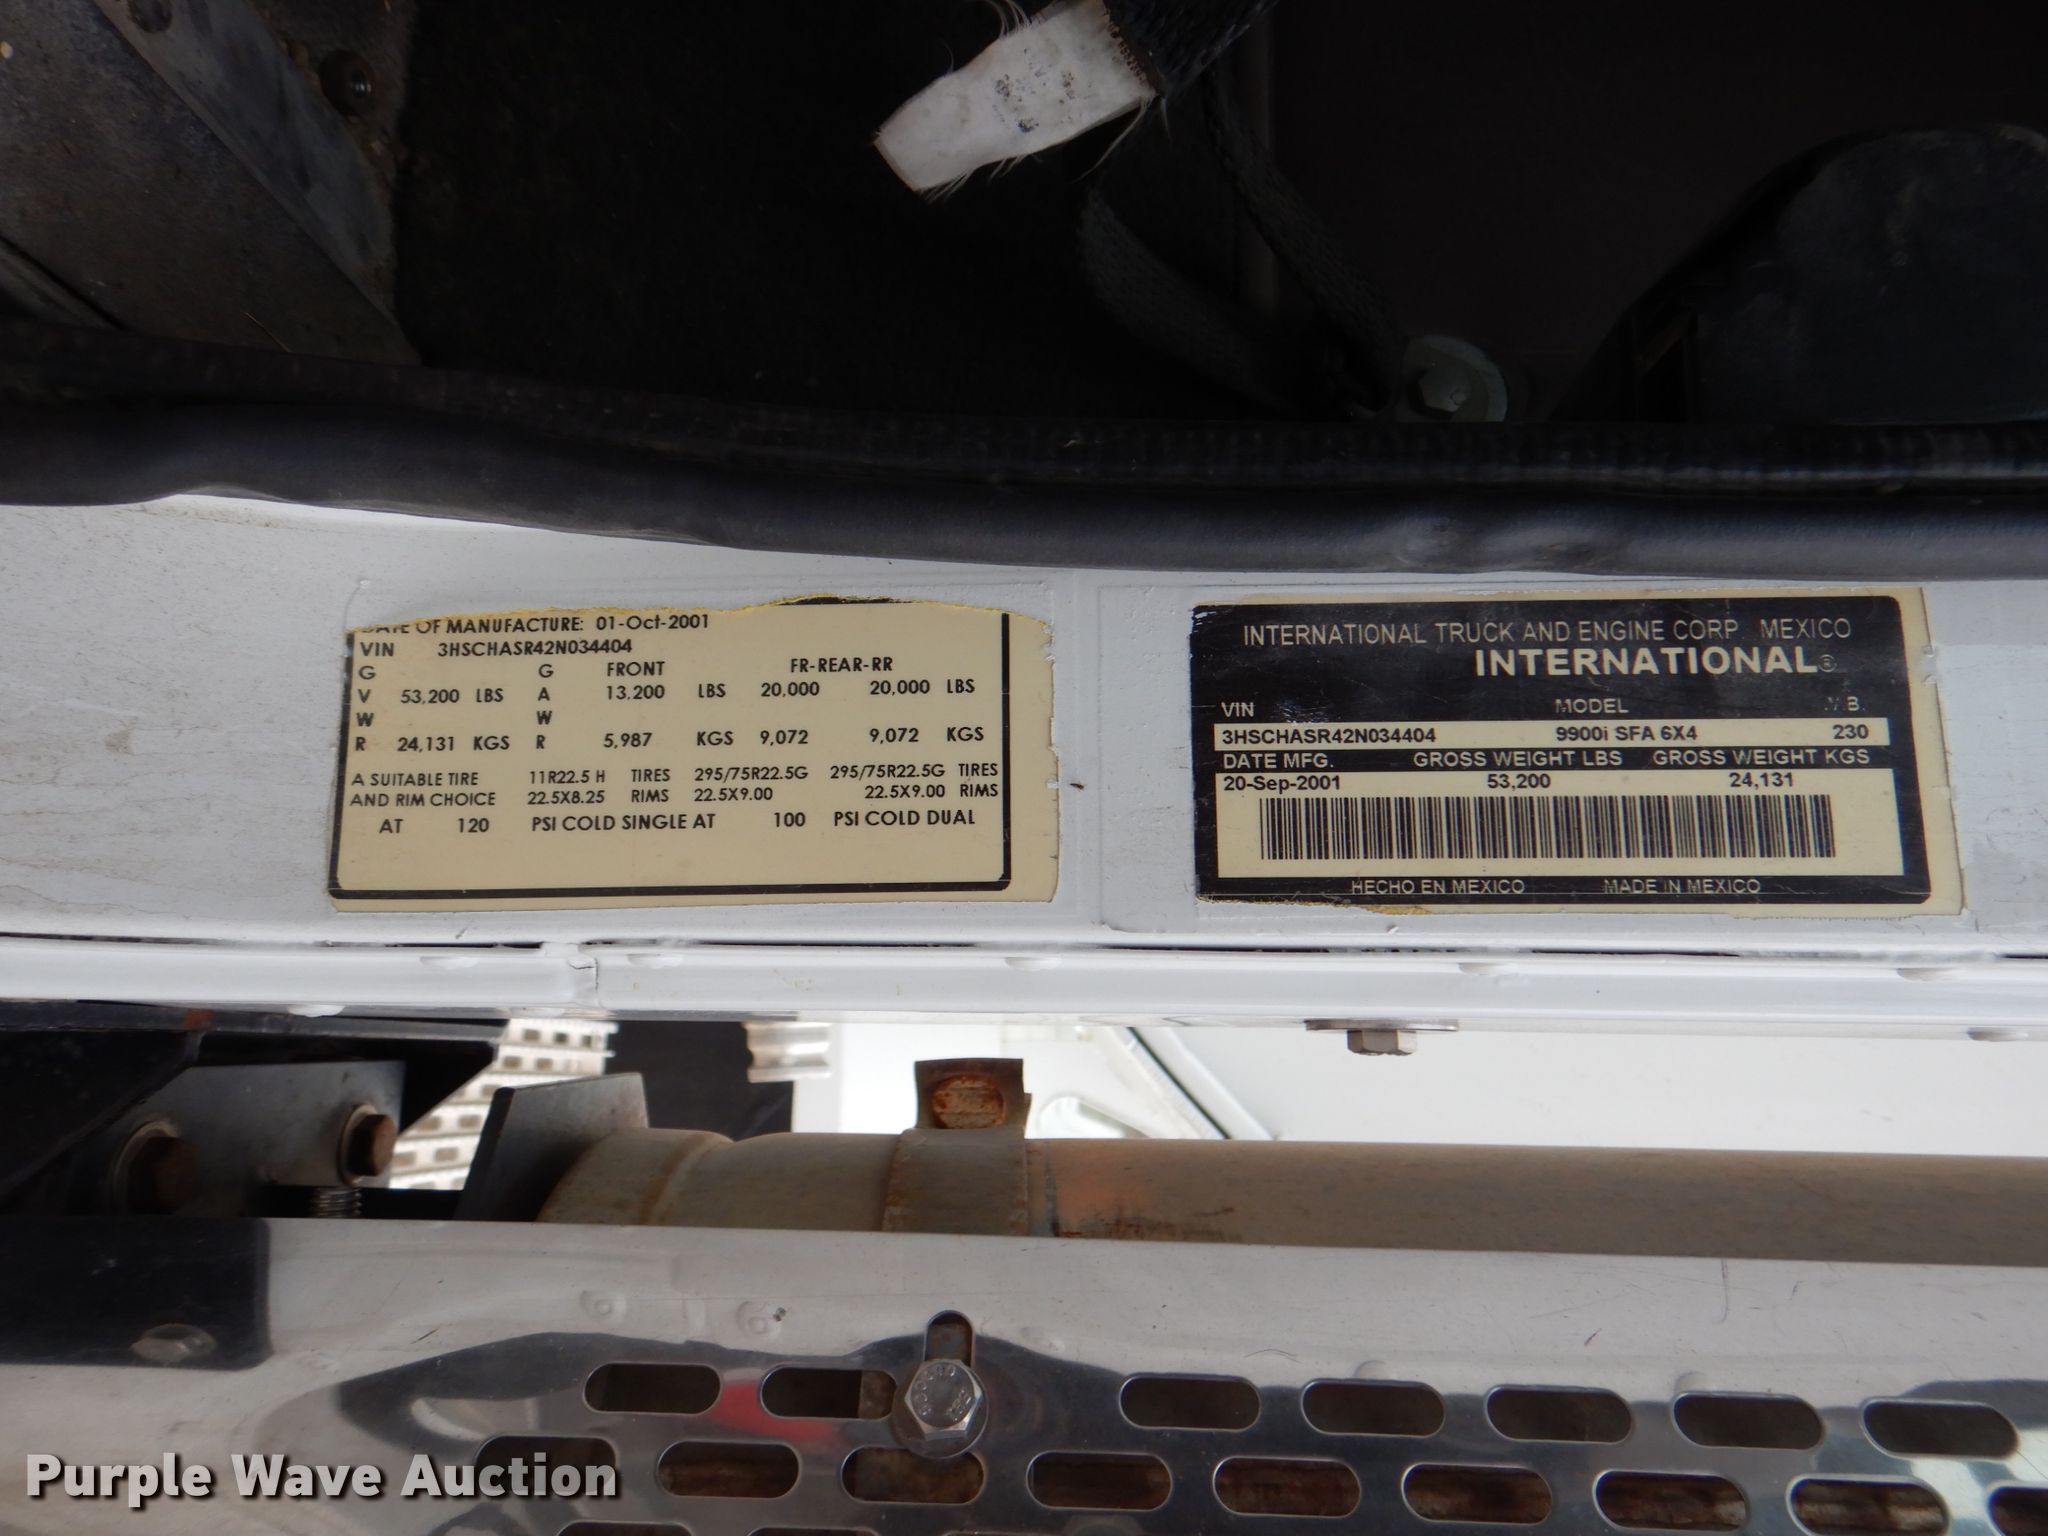 DATE OF MANUFACTURE: 01-Oct-2001
VIN 3HSCHASR42N034404
G G FRONT FR-REAR-RR
V 53,200 LBS A 13,200 LBS 20,000 20,000 LBS
W W
R 24,131 KGS R 5,987 KGS 9,072 9,072 KGS
A SUITABLE TIRE 11R22.5 H TIRES 295/75R22.5G 295/75R22.5G TIRES
AND RIM CHOICE 22.5X8.25 RIMS 22.5X9.00 22.5X9.00 RIMS
AT 120 PSI COLD SINGLE AT 100 PSI COLD DUAL
INTERNATIONAL TRUCK AND ENGINE CORP MEXICO
INTERNATIONAL®
VIN MODEL
3HSCHASR42N034404 9900i SFA 6X4 230
DATE MFG. GROSS WEIGHT LBS GROSS WEIGHT KGS
20-Sep-2001 53,200 24,131
HECHO EN MEXICO MADE IN MEXICO
Purple Wave Auction